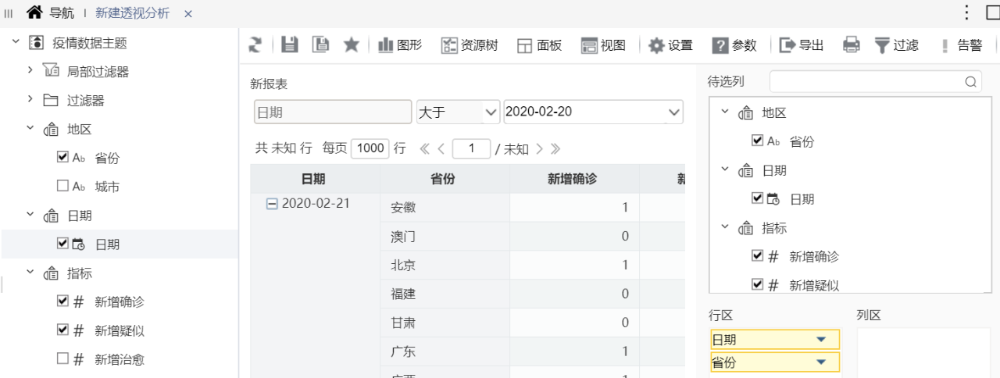 导航 新建透视分析
疫情数据主题
局部过滤器
过滤器
地区
Ab 省份
Ab 城市
日期
日期
指标
# 新增确诊
# 新增疑似
# 新增治愈
图形 资源树 面板 视图 设置 ? 参数 导出 过滤 告警
新报表
日期 大于 2020-02-20
共 未知 行 每页 1000 行 1 / 未知
日期 省份 新增确诊
2020-02-21 安徽 1
澳门 0
北京 1
福建 0
甘肃 0
广东 1
待选列
地区
Ab 省份
日期
日期
指标
# 新增确诊
# 新增疑似
行区 列区
日期
省份